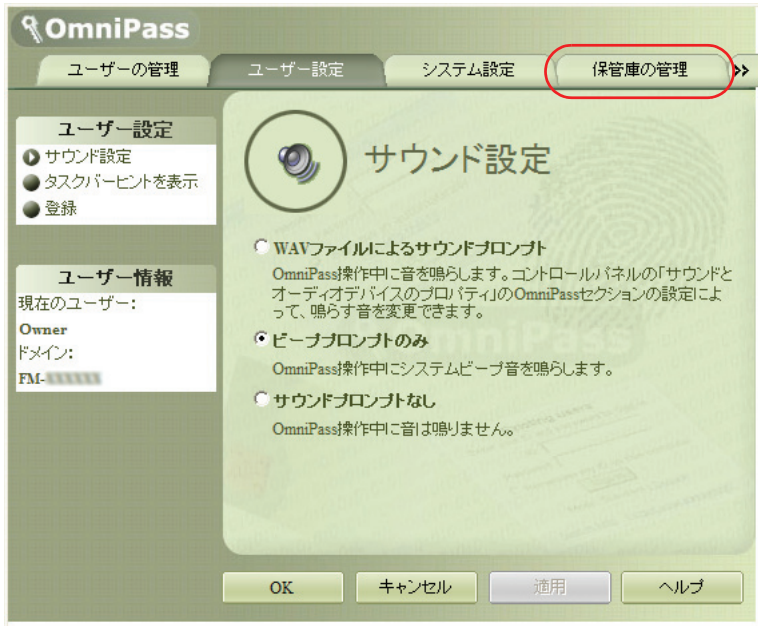 OmniPass
ユーザーの管理 ユーザー設定 システム設定 保管庫の管理 >>
ユーザー設定
サウンド設定
タスクバーヒントを表示
登録
ユーザー情報
現在のユーザー:
Owner
ドメイン:
FM-
サウンド設定
WAVファイルによるサウンドプロンプト
OmniPass操作中に音を鳴らします。コントロールパネルの「サウンドと
オーディオデバイスのプロパティ」のOmniPassセクションの設定によ
って、鳴らす音を変更できます。
ビーププロンプトのみ
OmniPass操作中にシステムビープ音を鳴らします。
サウンドプロンプトなし
OmniPass操作中に音は鳴りません。
OK キャンセル 適用 ヘルプ